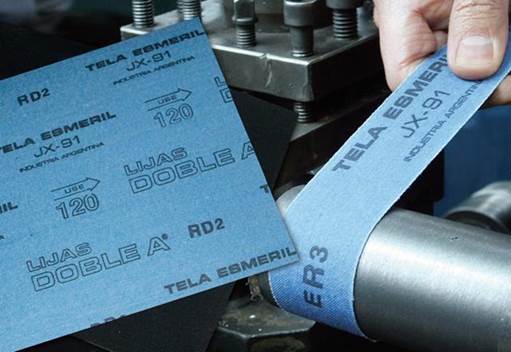 TELA ESMERIL
JX-91
INDUSTRIA ARGENTINA
RD2
USE
120
TELA ESMERIL
JX-91
INDUSTRIA ARGENTINA
LIJAS
DOBLE A®
USE
120
RD2
LIJAS
DOBLE A®
TELA ESMERIL
TELA ESMERIL
JX-91
INDUSTRIA ARGENTINA
ER3